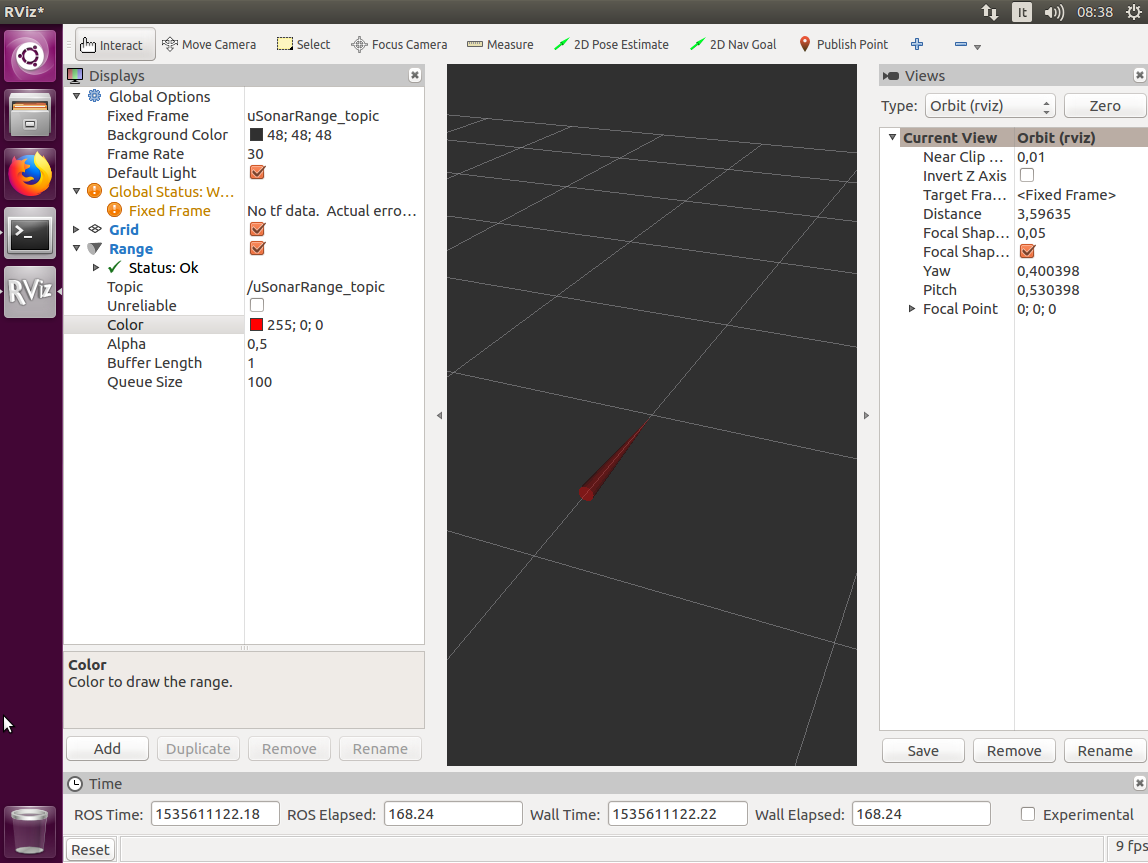 RViz*
It
08:38
Interact Move Camera Select Focus Camera Measure 2D Pose Estimate 2D Nav Goal Publish Point
Displays
Global Options
Fixed Frame uSonarRange_topic
Background Color 48; 48; 48
Frame Rate 30
Default Light
Global Status: W...
Fixed Frame No tf data. Actual erro...
Grid
Range
Status: Ok
Topic /uSonarRange_topic
Unreliable
Color 255; 0; 0
Alpha 0,5
Buffer Length 1
Queue Size 100
Color
Color to draw the range.
Add Duplicate Remove Rename
Views
Type: Orbit (rviz) Zero
Current View Orbit (rviz)
Near Clip ... 0,01
Invert Z Axis
Target Fra... <Fixed Frame>
Distance 3,59635
Focal Shap... 0,05
Focal Shap...
Yaw 0,400398
Pitch 0,530398
Focal Point 0; 0; 0
Save Remove Rename
RViz
Time
ROS Time: 1535611122.18 ROS Elapsed: 168.24 Wall Time: 1535611122.22 Wall Elapsed: 168.24 Experimental
Reset 9 fps